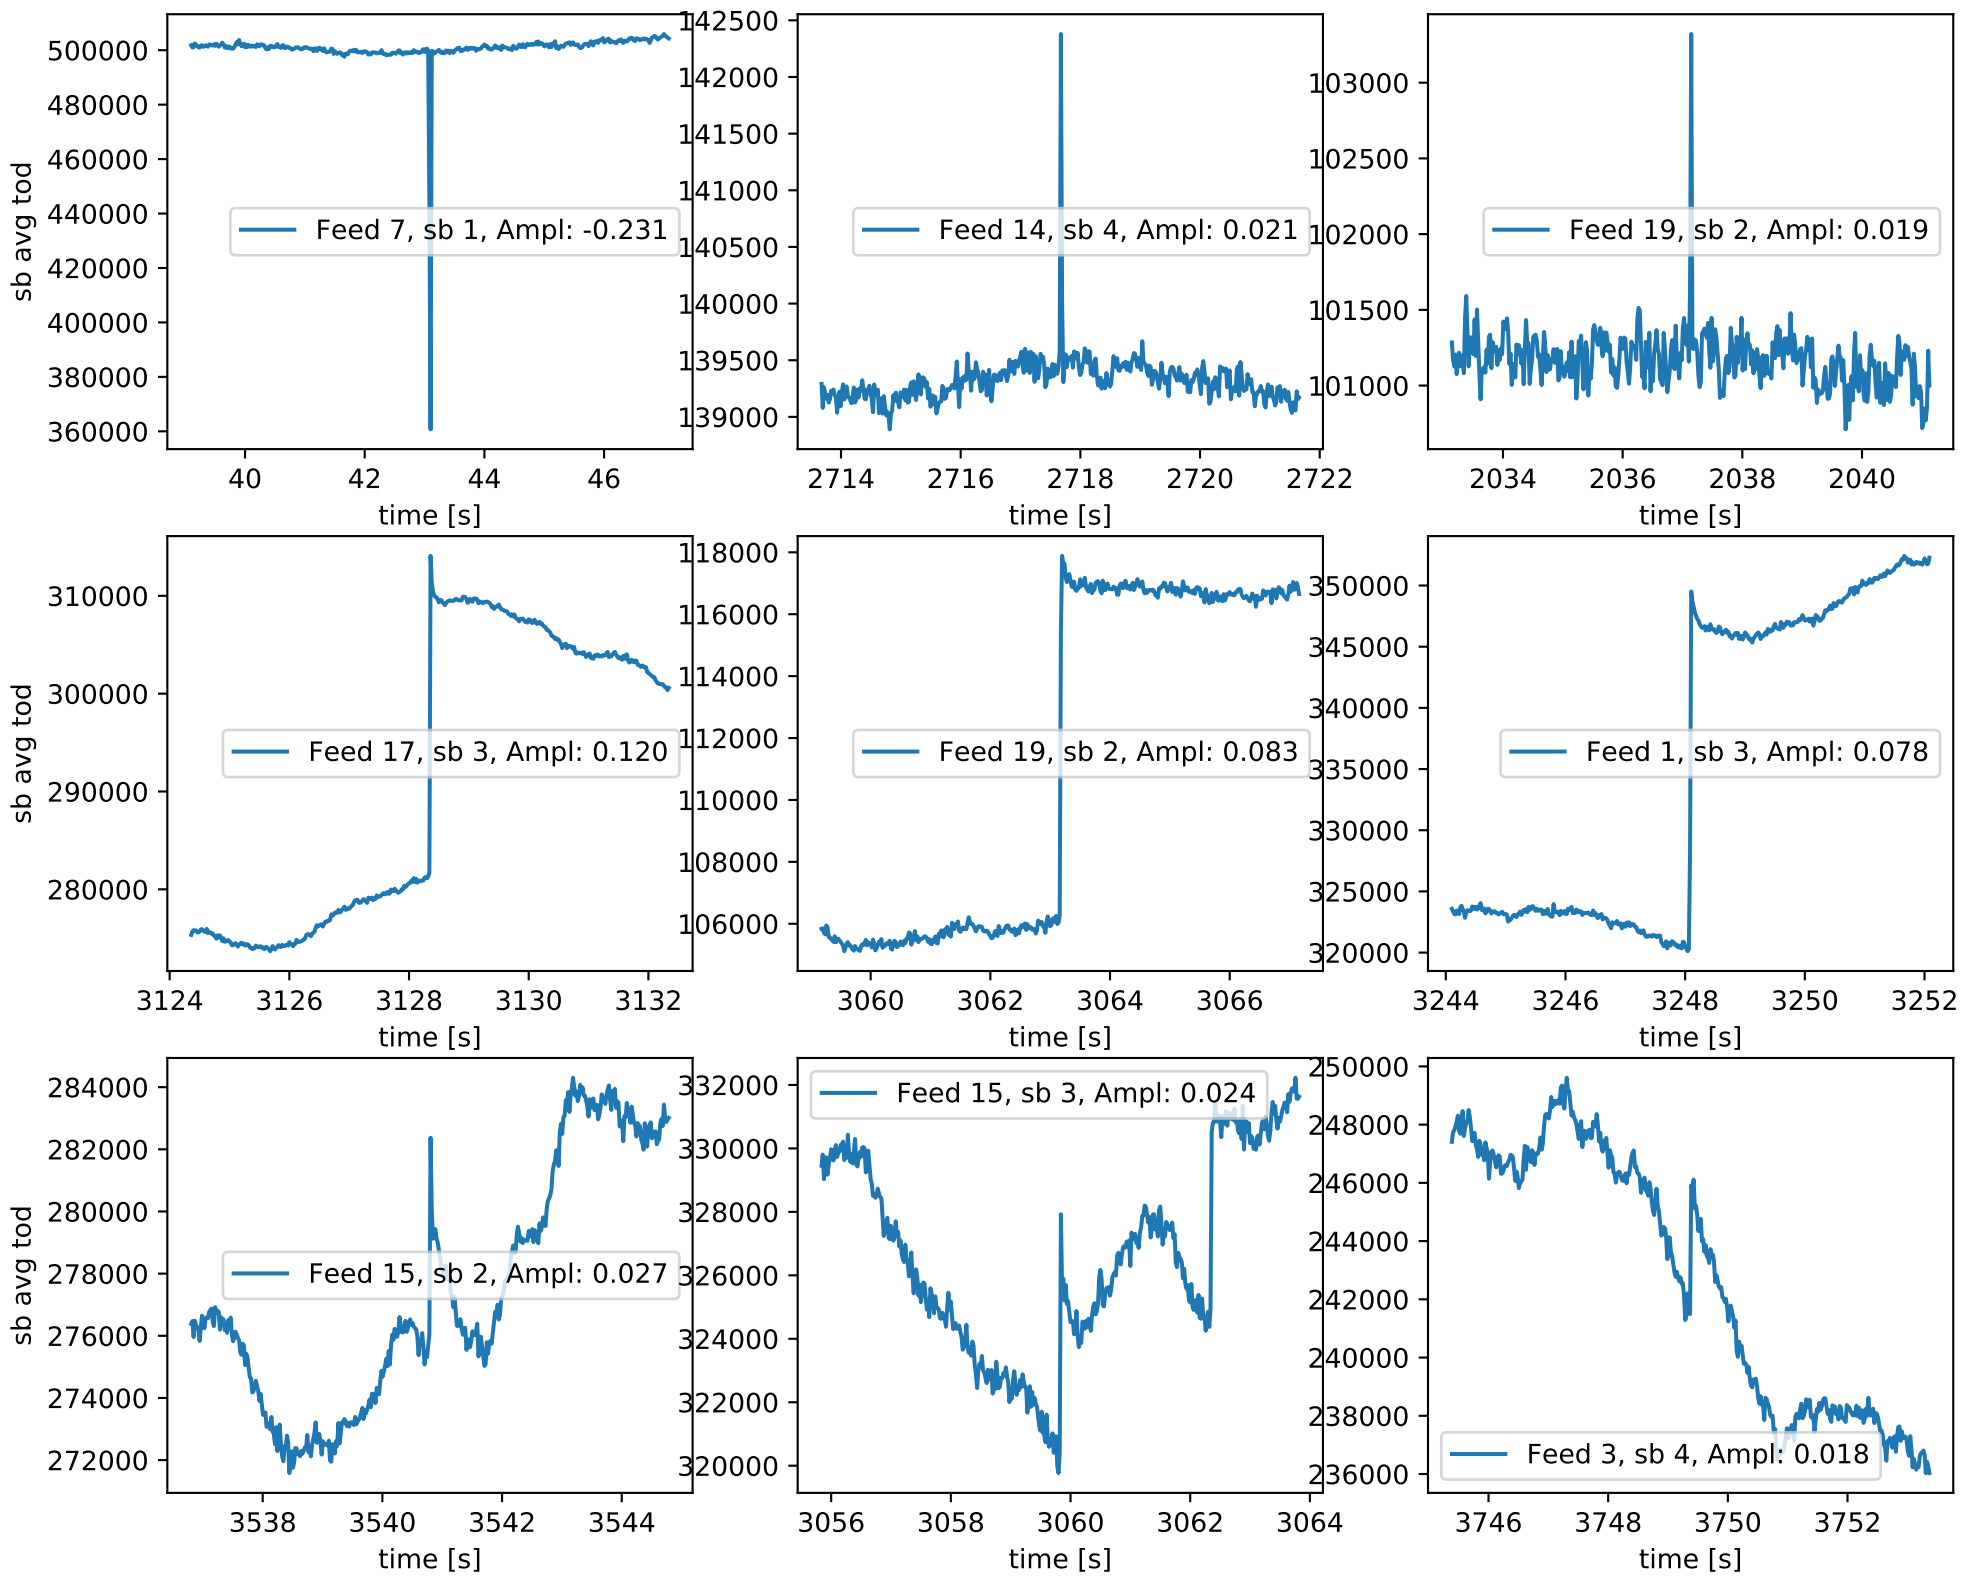 500000
480000
460000
440000
420000
400000
380000
360000
sb avg tod
Feed 7, sb 1, Ampl: -0.231
40 42 44 46
time [s]
142500
142000
141500
141000
140500
140000
139500
139000
Feed 14, sb 4, Ampl: 0.021
2714 2716 2718 2720 2722
time [s]
103000
102500
102000
101500
101000
Feed 19, sb 2, Ampl: 0.019
2034 2036 2038 2040
time [s]
310000
300000
290000
280000
sb avg tod
Feed 17, sb 3, Ampl: 0.120
3124 3126 3128 3130 3132
time [s]
118000
116000
114000
112000
110000
108000
106000
Feed 19, sb 2, Ampl: 0.083
3060 3062 3064 3066
time [s]
350000
345000
340000
335000
330000
325000
320000
Feed 1, sb 3, Ampl: 0.078
3244 3246 3248 3250 3252
time [s]
284000
282000
280000
278000
276000
274000
272000
sb avg tod
Feed 15, sb 2, Ampl: 0.027
3538 3540 3542 3544
time [s]
332000
330000
328000
326000
324000
322000
320000
Feed 15, sb 3, Ampl: 0.024
3056 3058 3060 3062 3064
time [s]
250000
248000
246000
244000
242000
240000
238000
236000
Feed 3, sb 4, Ampl: 0.018
3746 3748 3750 3752
time [s]